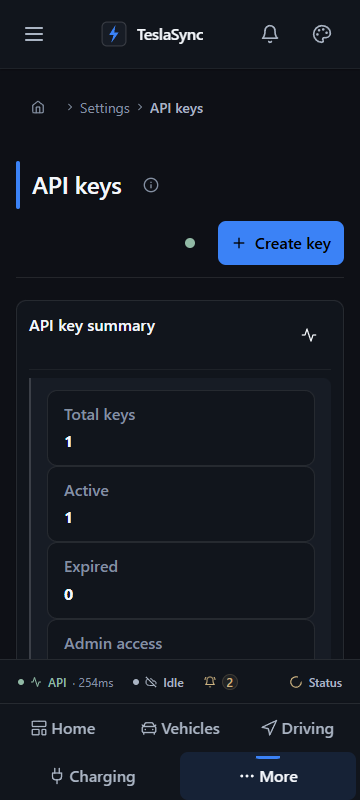 TeslaSync
Settings
API keys
API keys
Create key
API key summary
Total keys
1
Active
1
Expired
0
Admin access
API · 254ms
Idle
2
Status
Home
Vehicles
Driving
Charging
More